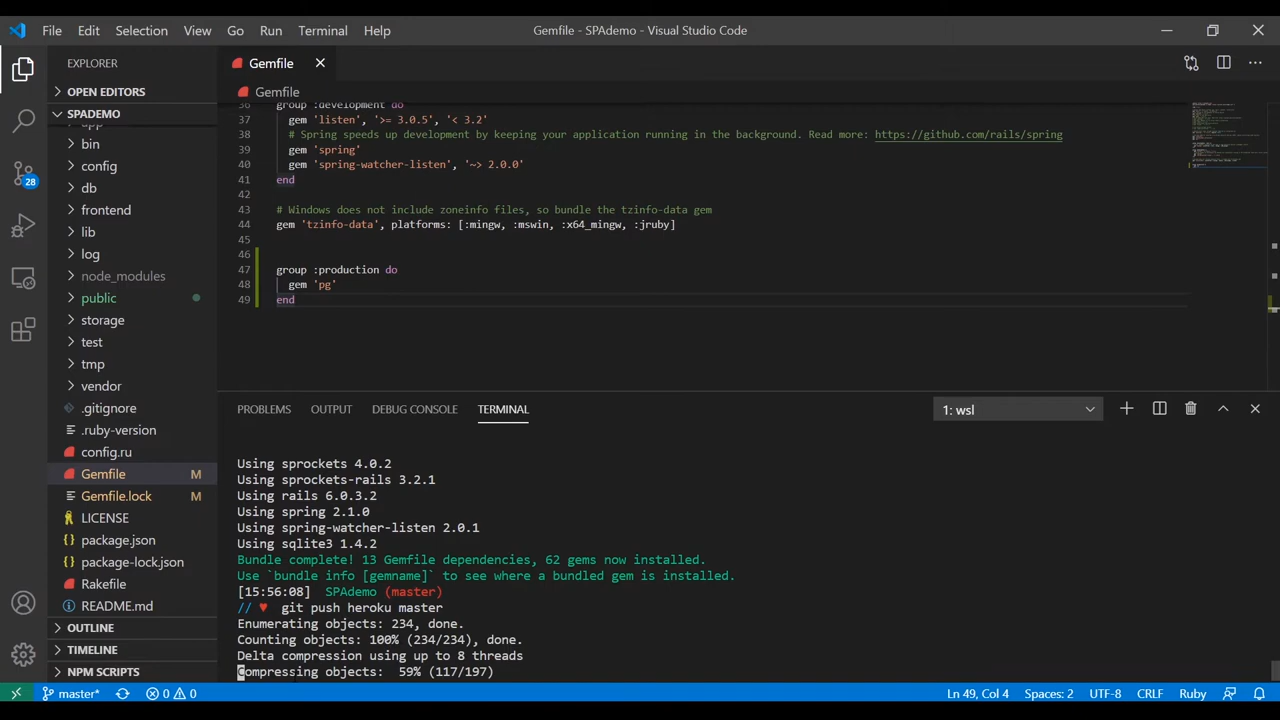 File Edit Selection View Go Run Terminal Help
Gemfile - SPAdemo - Visual Studio Code
EXPLORER
OPEN EDITORS
SPADEMO
app
bin
config
db
frontend
lib
log
node_modules
public
storage
test
tmp
vendor
.gitignore
.ruby-version
config.ru
Gemfile M
Gemfile.lock M
LICENSE
package.json
package-lock.json
Rakefile
README.md
OUTLINE
TIMELINE
NPM SCRIPTS
28
Gemfile
Gemfile
36 group :development do
37 gem 'listen', '>= 3.0.5', '< 3.2'
38 # Spring speeds up development by keeping your application running in the background. Read more: https://github.com/rails/spring
39 gem 'spring'
40 gem 'spring-watcher-listen', '~> 2.0.0'
41 end
42
43 # Windows does not include zoneinfo files, so bundle the tzinfo-data gem
44 gem 'tzinfo-data', platforms: [:mingw, :mswin, :x64_mingw, :jruby]
45
46
47 group :production do
48 gem 'pg'
49 end
PROBLEMS OUTPUT DEBUG CONSOLE TERMINAL
1: wsl
Using sprockets 4.0.2
Using sprockets-rails 3.2.1
Using rails 6.0.3.2
Using spring 2.1.0
Using spring-watcher-listen 2.0.1
Using sqlite3 1.4.2
Bundle complete! 13 Gemfile dependencies, 62 gems now installed.
Use `bundle info [gemname]` to see where a bundled gem is installed.
[15:56:08] SPAdemo (master)
// ♥ git push heroku master
Enumerating objects: 234, done.
Counting objects: 100% (234/234), done.
Delta compression using up to 8 threads
Compressing objects: 59% (117/197)
master* 0 0
Ln 49, Col 4 Spaces: 2 UTF-8 CRLF Ruby